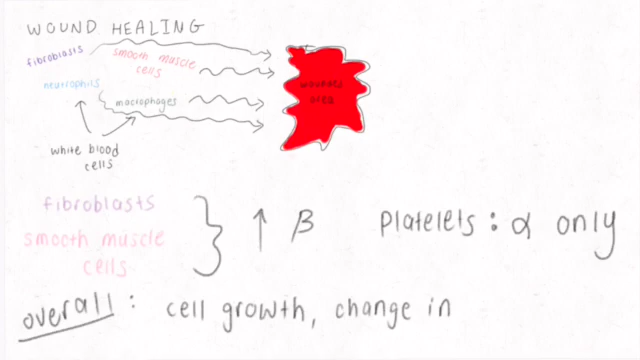 WOUND HEALING
fibroblasts
smooth muscle
cells
neutrophils
macrophages
wounded
area
white blood
cells
fibroblasts
smooth muscle
cells
} ↑ β
Platelets: α only
overall: cell growth, change in